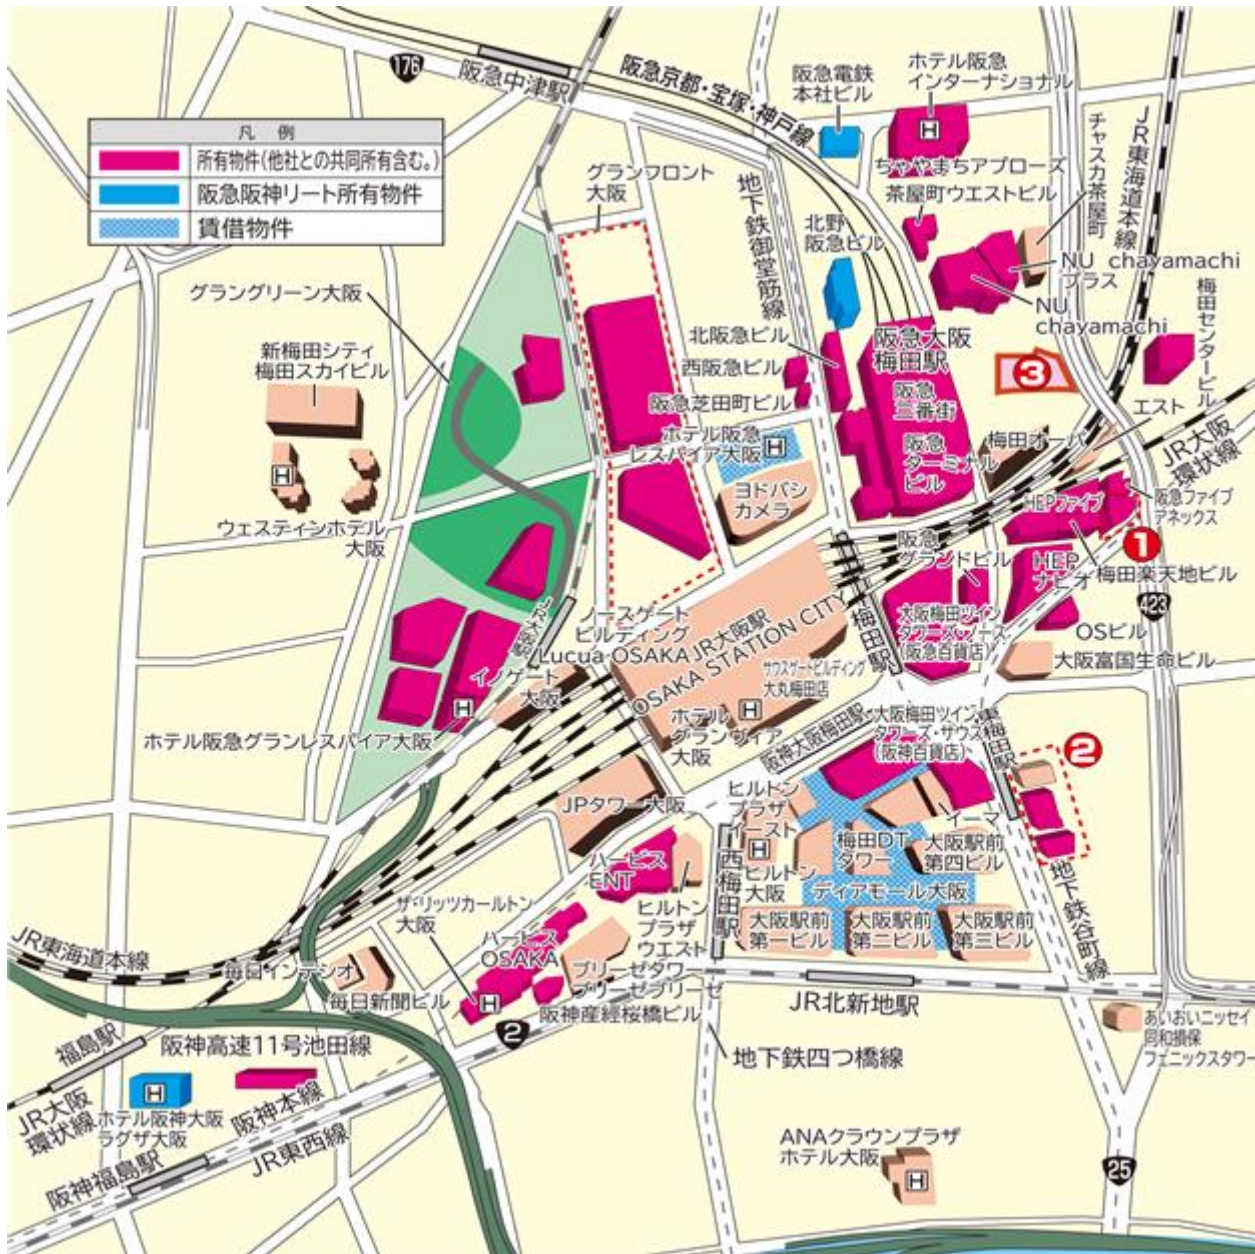 176
阪急中津駅
阪急京都・宝塚・神戸線
阪急電鉄
本社ビル
ホテル阪急
インターナショナル
チャスカ茶屋町
JR東海道本線
凡例
所有物件(他社との共同所有含む。)
阪急阪神リート所有物件
賃借物件
グランフロント
大阪
地下鉄御堂筋線
ちゃやまちアプローズ
茶屋町ウエストビル
北野
阪急ビル
NU chayamachi
プラス
NU
chayamachi
梅田センタービル
グラングリーン大阪
新梅田シティ
梅田スカイビル
北阪急ビル
西阪急ビル
阪急芝田町ビル
阪急大阪
梅田駅
阪急
三番街
3
エスト
ホテル阪急
レスパイア大阪
阪急
ターミナル
ビル
梅田オーパ
JR大阪
環状線
ヨドバシ
カメラ
ウェスティンホテル
大阪
HEPファイブ
阪急ファイブ
アネックス
1
阪急
グランドビル
HEP
ナビオ
梅田楽天地ビル
423
JR大阪駅
ノースゲート
ビルディング
Lucua OSAKA
JR大阪駅
OSAKA STATION CITY
梅田駅
大阪梅田ツイン
タワーズ・ノース
(阪急百貨店)
OSビル
大阪富国生命ビル
イノゲート
大阪
サウスゲートビルディング
大丸梅田店
ホテル
グランヴィア
大阪
ホテル阪急グランレスパイア大阪
阪神大阪梅田駅
大阪梅田ツイン
タワーズ・サウス
(阪神百貨店)
東梅田駅
2
JPタワー大阪
ヒルトン
プラザ
イースト
イーマ
梅田DT
タワー
大阪駅前
第四ビル
ハービス
ENT
西梅田駅
ヒルトン
大阪
ディアモール大阪
地下鉄谷町線
ザ・リッツカールトン
大阪
ヒルトン
プラザ
ウエスト
大阪駅前
第一ビル
大阪駅前
第二ビル
大阪駅前
第三ビル
JR東海道本線
ハービス
OSAKA
毎日インテシオ
毎日新聞ビル
ブリーゼタワー
ブリーゼブリーゼ
阪神産經桜橋ビル
JR北新地駅
2
あいおいニッセイ
同和損保
フェニックスタワー
福島駅
阪神高速11号池田線
地下鉄四つ橋線
JR大阪
環状線
ホテル阪神大阪
ラグザ大阪
阪神本線
JR東西線
阪神福島駅
ANAクラウンプラザ
ホテル大阪
25
H
H
H
H
H
H
H
H
H